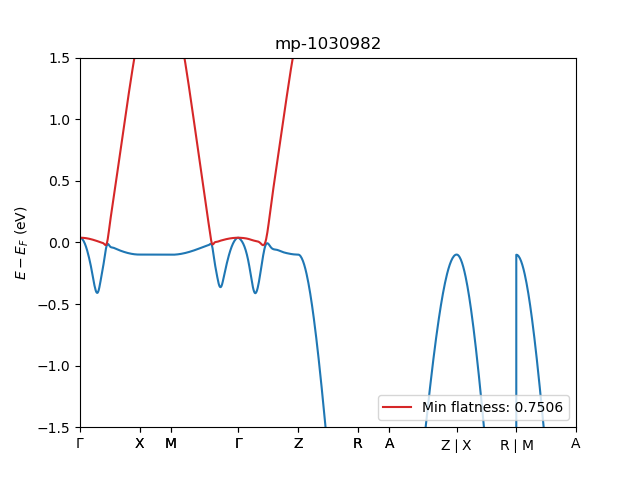 mp-1030982
E − E_F (eV)
1.5
1.0
0.5
0.0
−0.5
−1.0
−1.5
Min flatness: 0.7506
Γ X M Γ Z R A Z | X R | M A